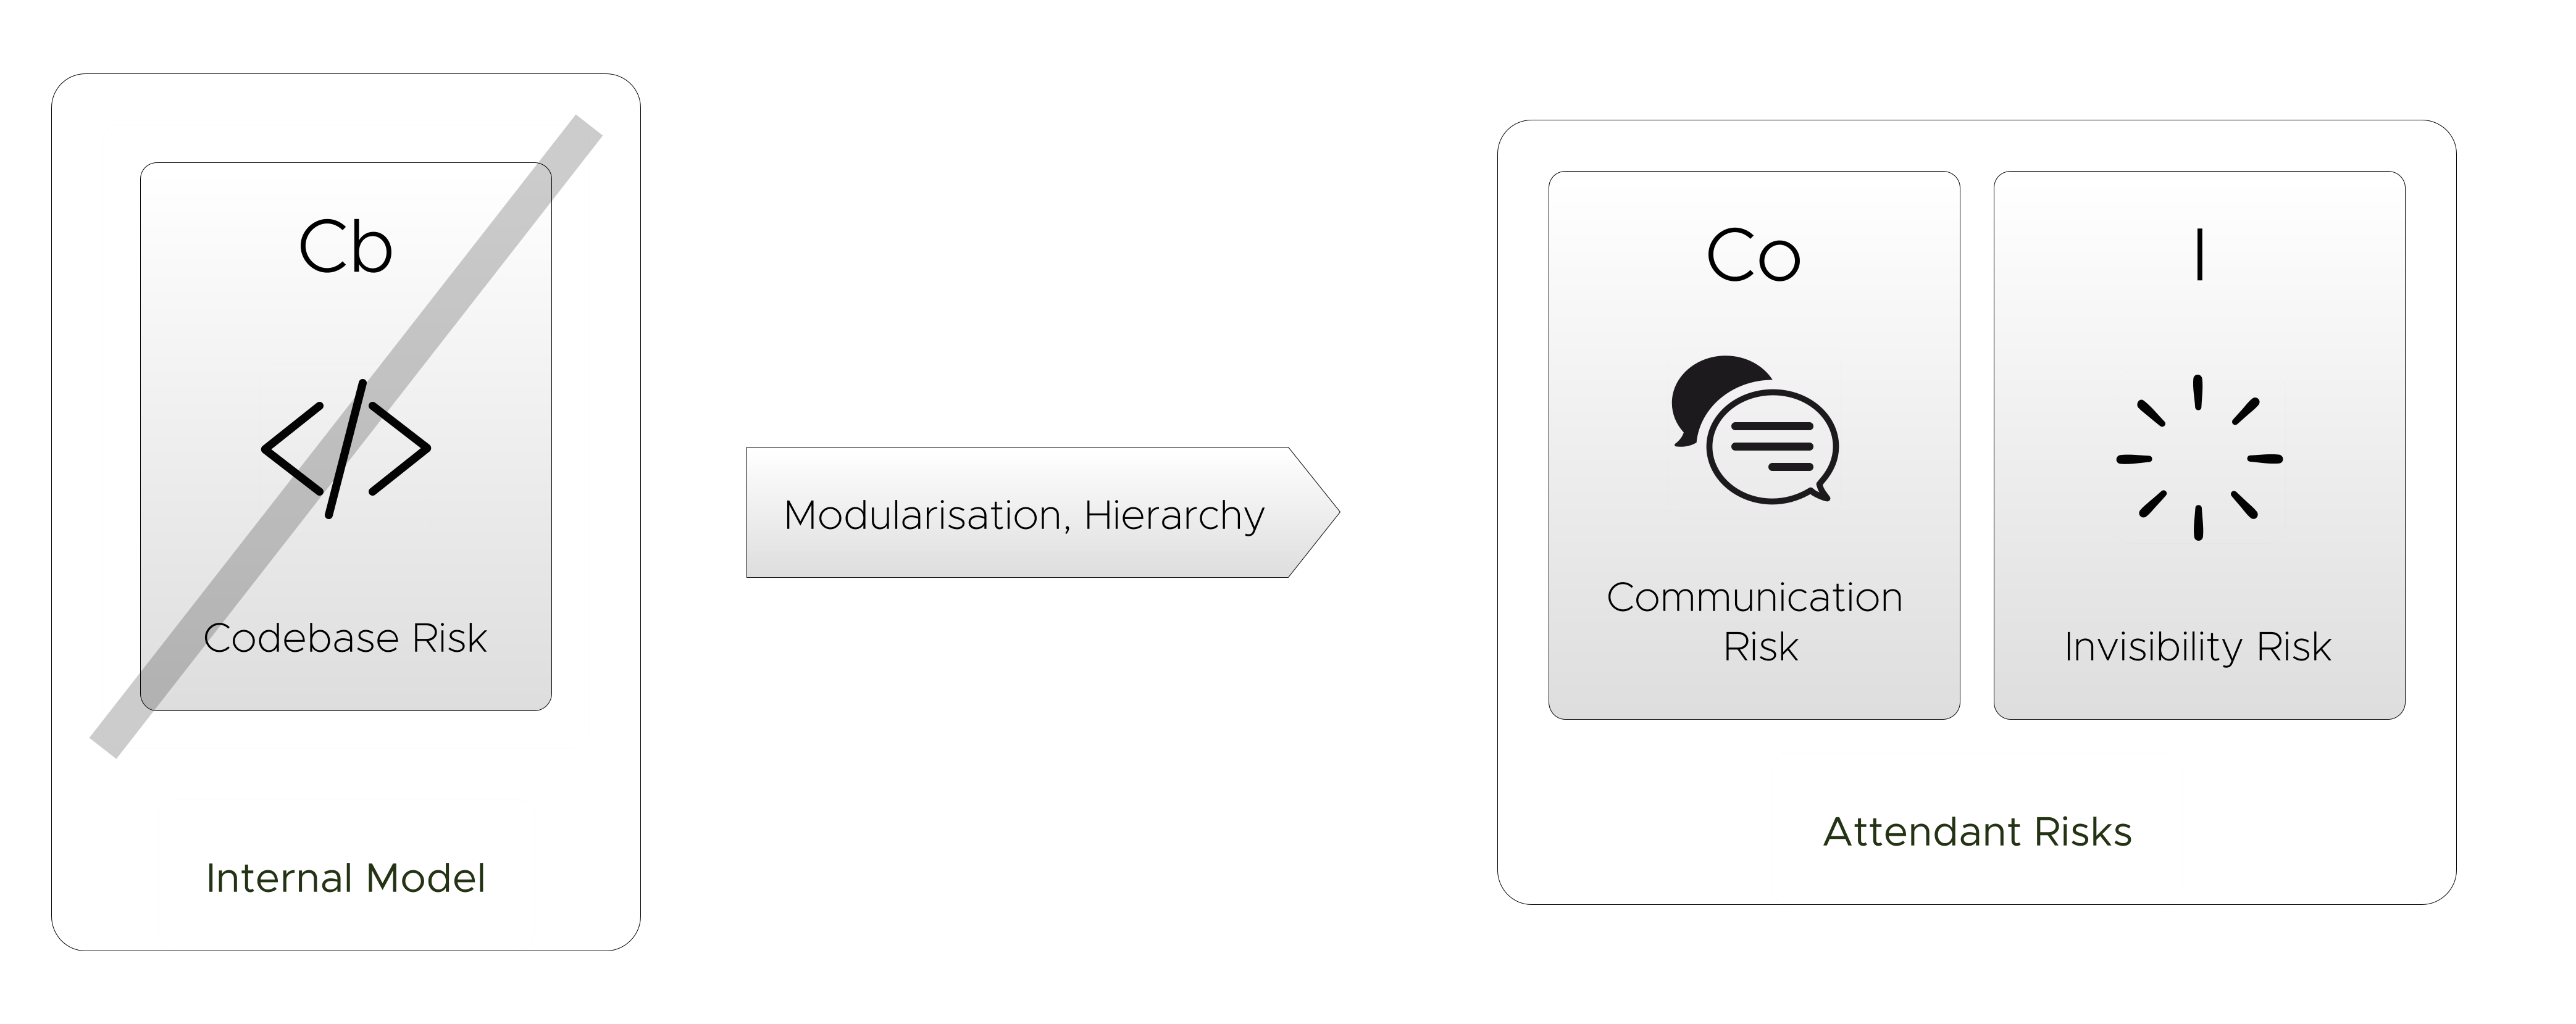 Cb
Codebase Risk
Internal Model
Modularisation, Hierarchy
Co
Communication
Risk
I
Invisibility Risk
Attendant Risks